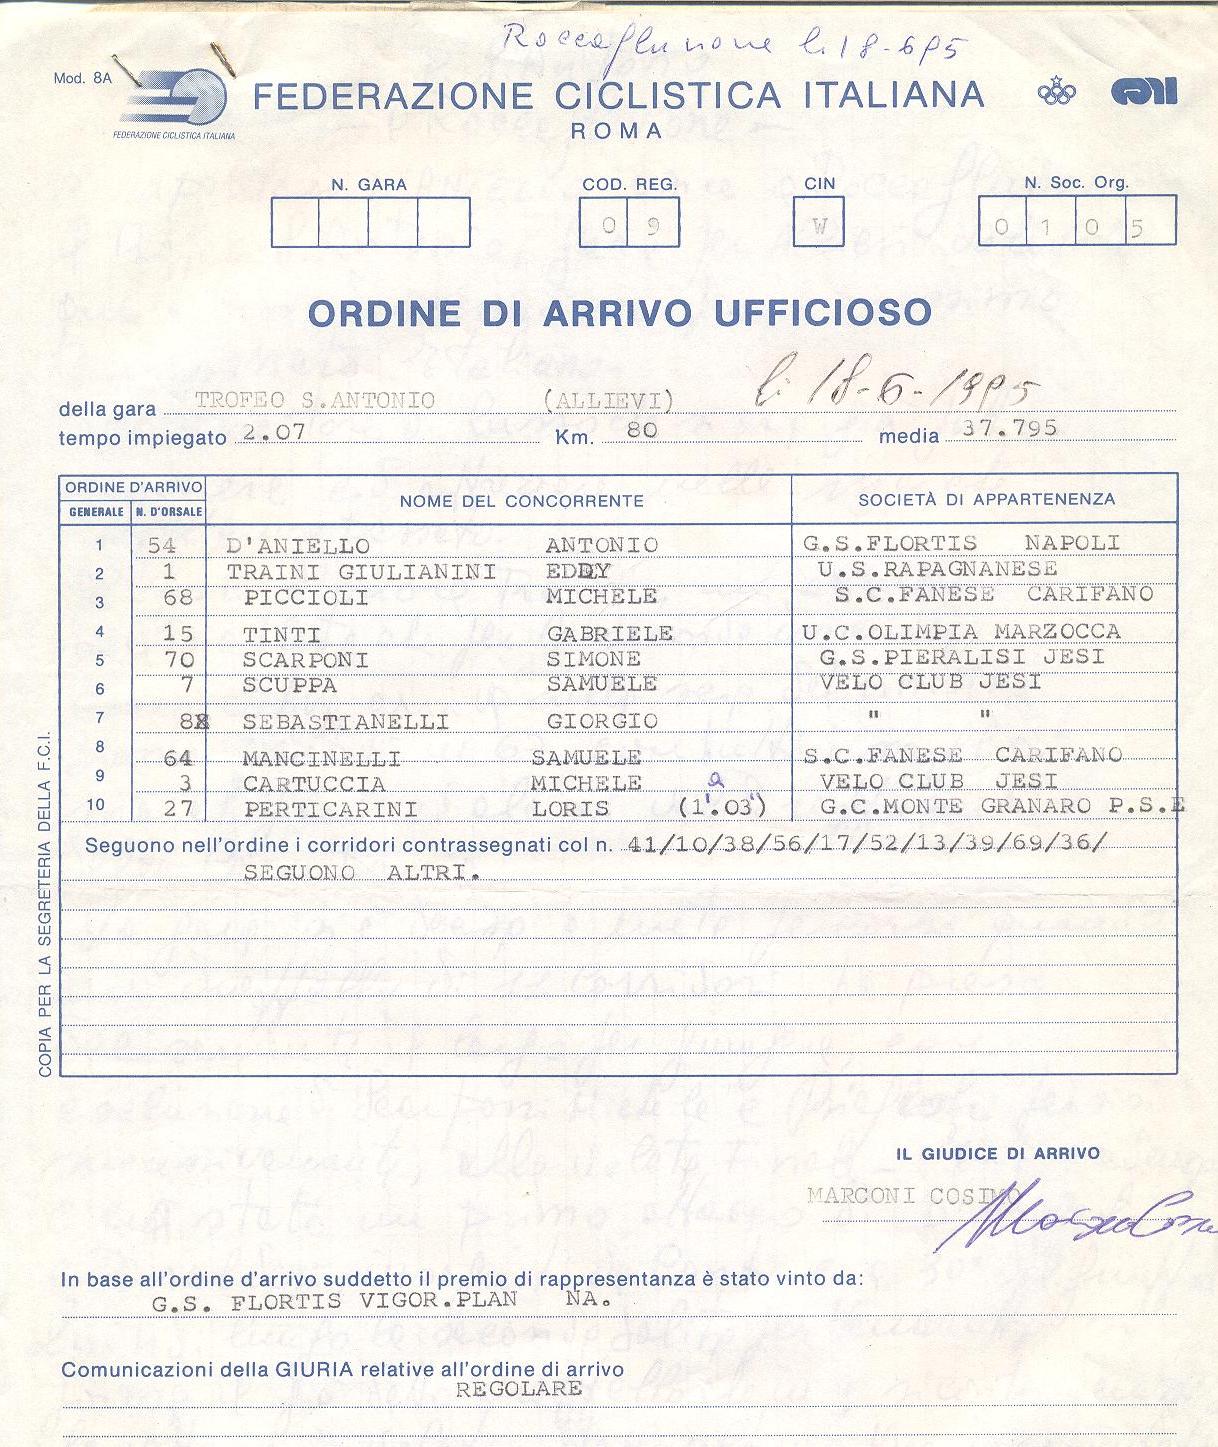 Roccafluvione li 18-6 95
Mod. 8A
FEDERAZIONE CICLISTICA ITALIANA
FEDERAZIONE CICLISTICA ITALIANA
ROMA
N. GARA COD. REG. CIN N. Soc. Org.
0 9 W 0 1 0 5
ORDINE DI ARRIVO UFFICIOSO
li 18-6-1995
della gara TROFEO S.ANTONIO (ALLIEVI)
tempo impiegato 2.07 Km. 80 media 37.795
ORDINE D'ARRIVO NOME DEL CONCORRENTE SOCIETÀ DI APPARTENENZA
GENERALE N. D'ORSALE
1 54 D'ANIELLO ANTONIO G.S.FLORTIS NAPOLI
2 1 TRAINI GIULIANINI EDDY U.S.RAPAGNANESE
3 68 PICCIOLI MICHELE S.C.FANESE CARIFANO
4 15 TINTI GABRIELE U.C.OLIMPIA MARZOCCA
5 70 SCARPONI SIMONE G.S.PIERALISI JESI
6 7 SCUPPA SAMUELE VELO CLUB JESI
7 8 SEBASTIANELLI GIORGIO " "
8 64 MANCINELLI SAMUELE S.C.FANESE CARIFANO
9 3 CARTUCCIA MICHELE a VELO CLUB JESI
10 27 PERTICARINI LORIS (1'.03") G.C.MONTE GRANARO P.S.E
Seguono nell'ordine i corridori contrassegnati col n. 41/10/38/56/17/52/13/39/69/36/
SEGUONO ALTRI.
COPIA PER LA SEGRETERIA DELLA F.C.I.
IL GIUDICE DI ARRIVO
MARCONI COSIMO
In base all'ordine d'arrivo suddetto il premio di rappresentanza è stato vinto da:
G.S. FLORTIS VIGOR.PLAN NA.
Comunicazioni della GIURIA relative all'ordine di arrivo
REGOLARE